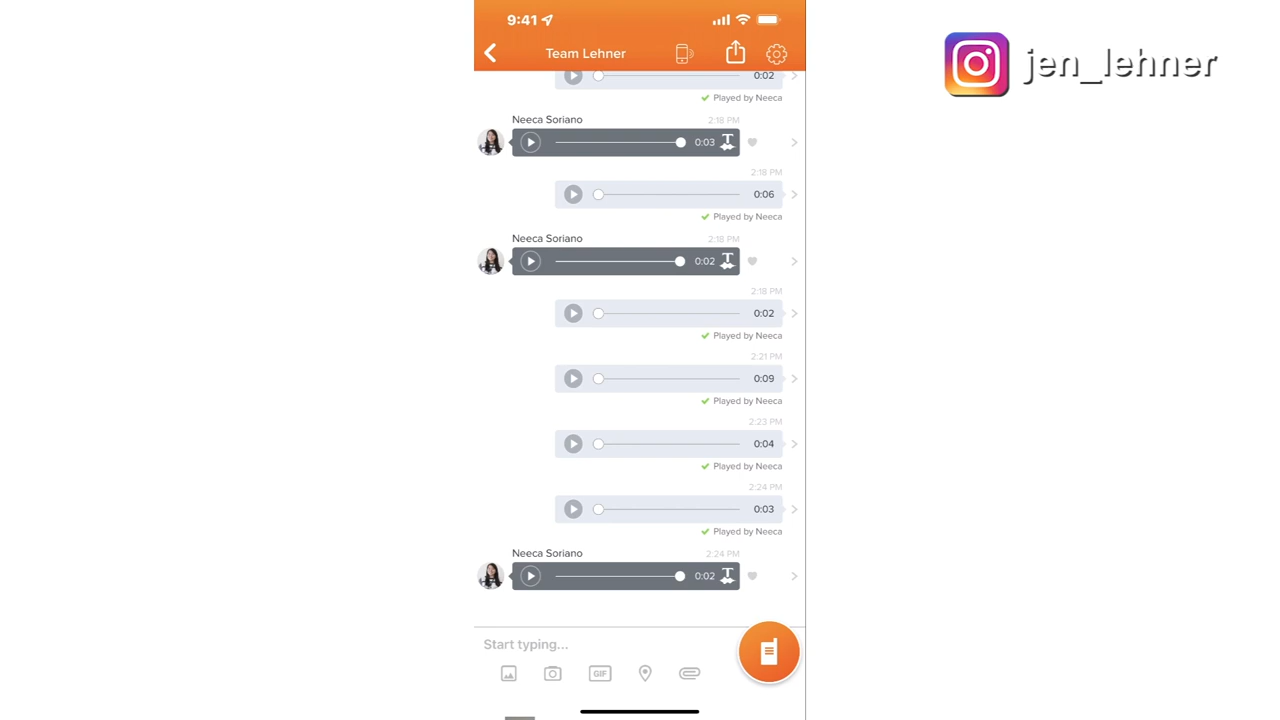 9:41
Team Lehner
jen_lehner
0:02
Played by Neeca
Neeca Soriano 2:18 PM
0:03
2:18 PM
0:06
Played by Neeca
Neeca Soriano 2:18 PM
0:02
2:18 PM
0:02
Played by Neeca
2:21 PM
0:09
Played by Neeca
2:23 PM
0:04
Played by Neeca
2:24 PM
0:03
Played by Neeca
Neeca Soriano 2:24 PM
0:02
Start typing...
GIF